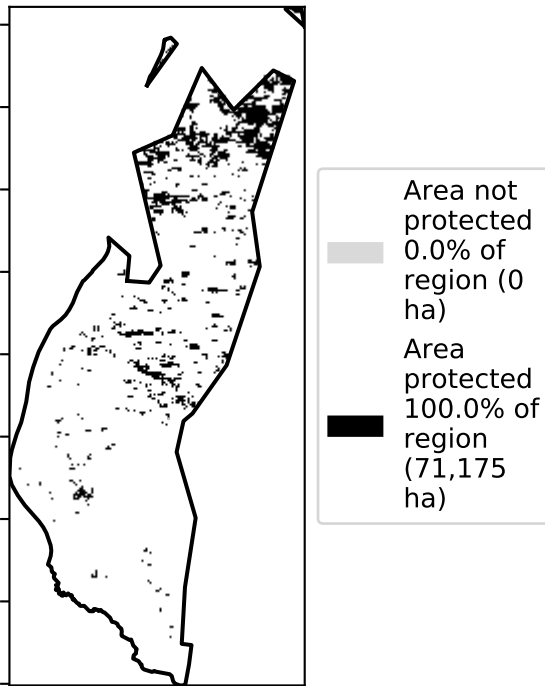 Area not
protected
0.0% of
region (0
ha)
Area
protected
100.0% of
region
(71,175
ha)